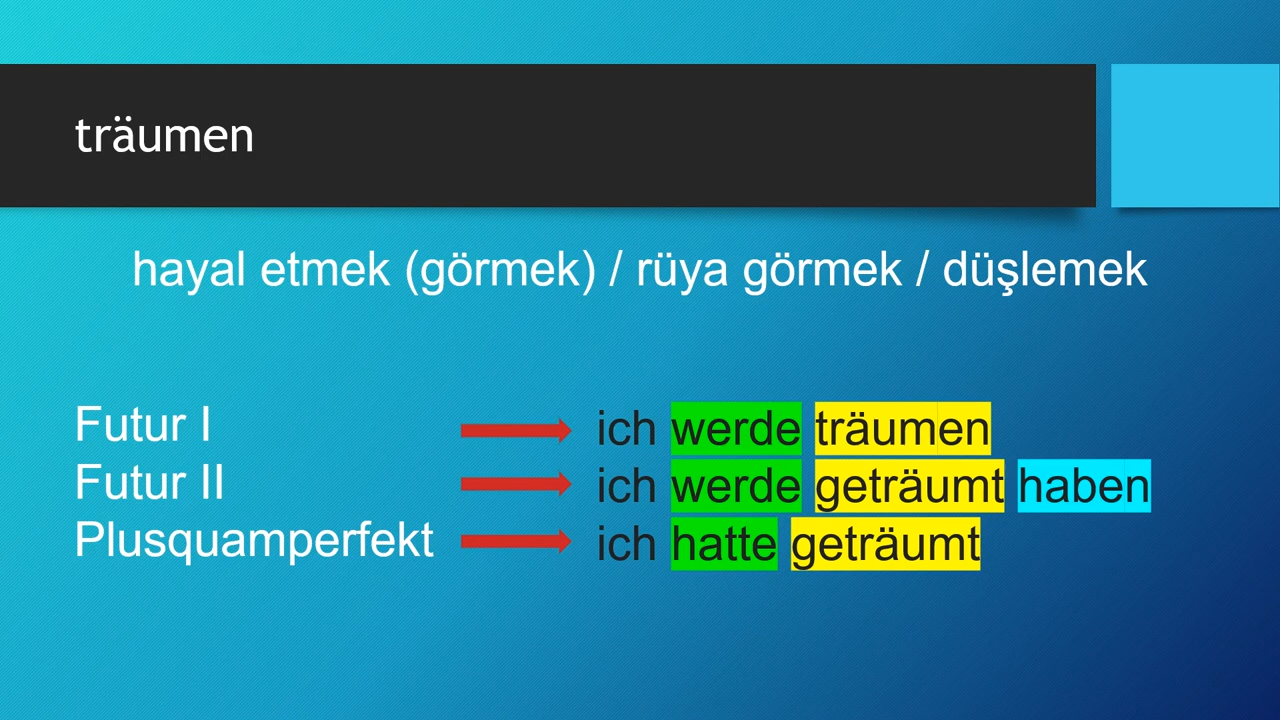 träumen
hayal etmek (görmek) / rüya görmek / düşlemek
Futur I ich werde träumen
Futur II ich werde geträumt haben
Plusquamperfekt ich hatte geträumt